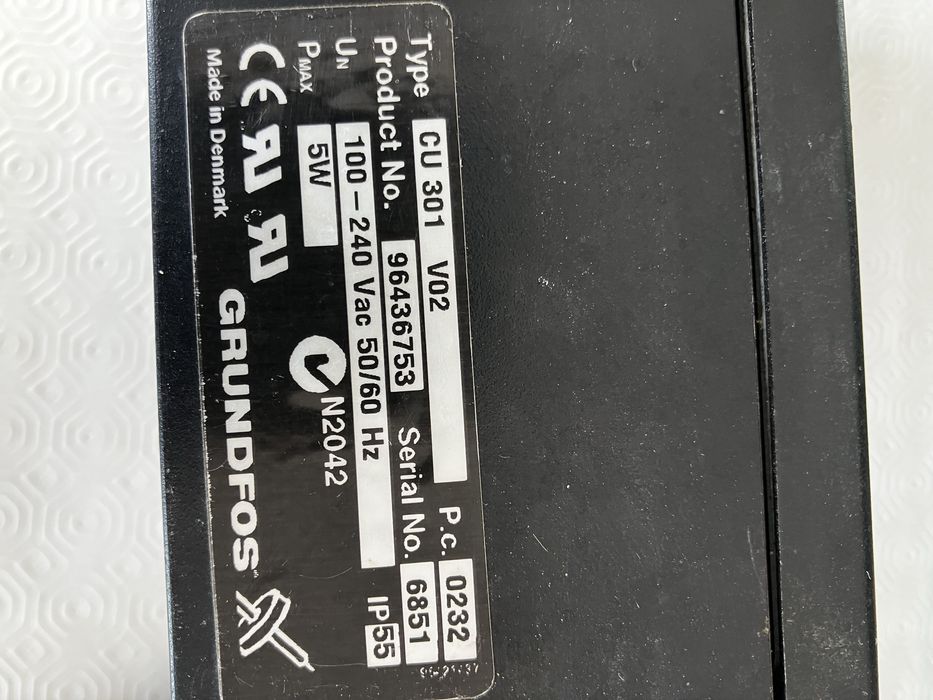 Type CU 301 V02 P.c. 0232
Product No. 96436753 Serial No. 6851
UN 100-240 Vac 50/60 Hz IP55
PMAX 5W N2042
CE
GRUNDFOS
Made in Denmark